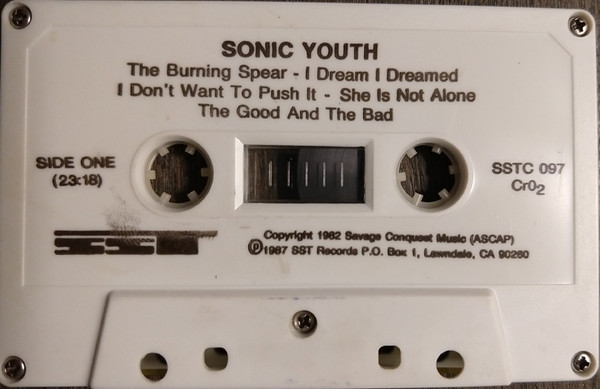 SONIC YOUTH
The Burning Spear - I Dream I Dreamed
I Don't Want To Push It - She Is Not Alone
The Good And The Bad
SIDE ONE
(23:18)
SSTC 097
CrO2
SST
Copyright 1982 Savage Conquest Music (ASCAP)
Ⓟ1987 SST Records P.O. Box 1, Lawndale, CA 90260